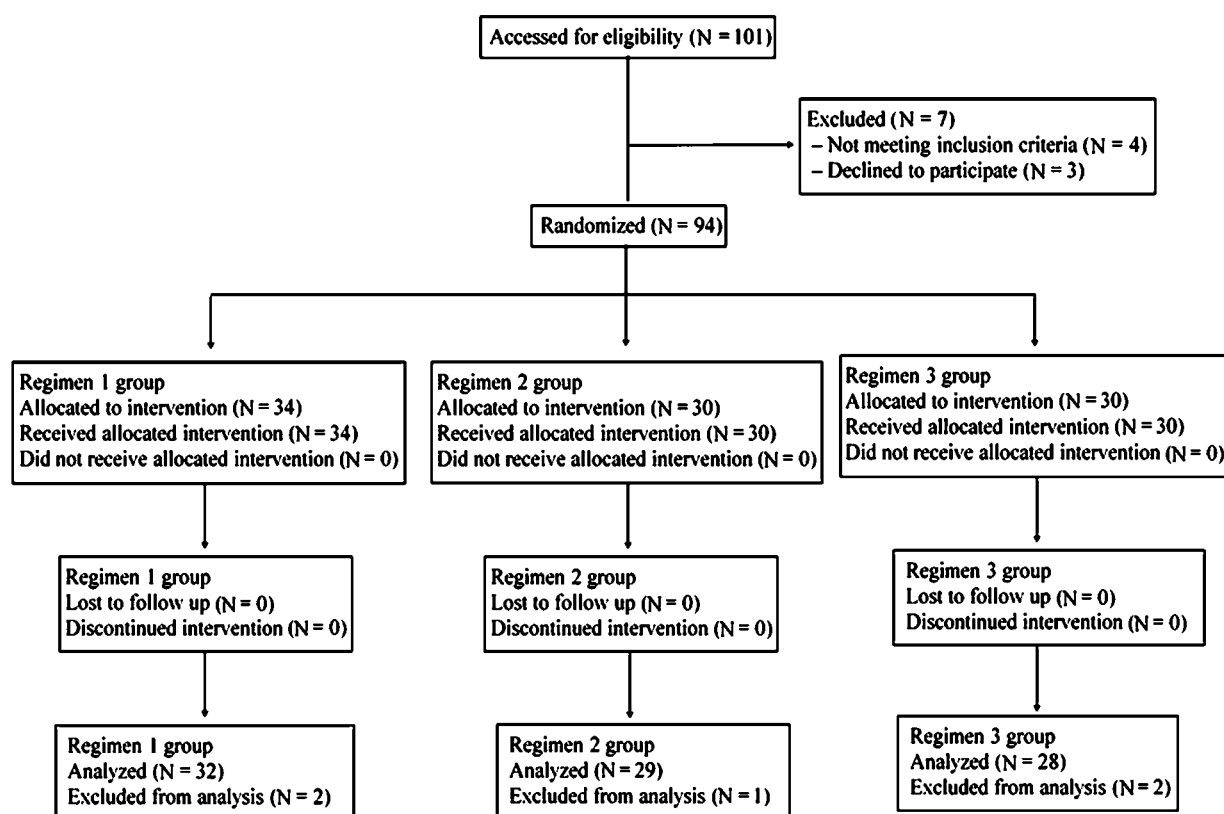 Accessed for eligibility (N = 101)
Excluded (N = 7)
– Not meeting inclusion criteria (N = 4)
– Declined to participate (N = 3)
Randomized (N = 94)
Regimen 1 group
Allocated to intervention (N = 34)
Received allocated intervention (N = 34)
Did not receive allocated intervention (N = 0)
Regimen 2 group
Allocated to intervention (N = 30)
Received allocated intervention (N = 30)
Did not receive allocated intervention (N = 0)
Regimen 3 group
Allocated to intervention (N = 30)
Received allocated intervention (N = 30)
Did not receive allocated intervention (N = 0)
Regimen 1 group
Lost to follow up (N = 0)
Discontinued intervention (N = 0)
Regimen 2 group
Lost to follow up (N = 0)
Discontinued intervention (N = 0)
Regimen 3 group
Lost to follow up (N = 0)
Discontinued intervention (N = 0)
Regimen 1 group
Analyzed (N = 32)
Excluded from analysis (N = 2)
Regimen 2 group
Analyzed (N = 29)
Excluded from analysis (N = 1)
Regimen 3 group
Analyzed (N = 28)
Excluded from analysis (N = 2)